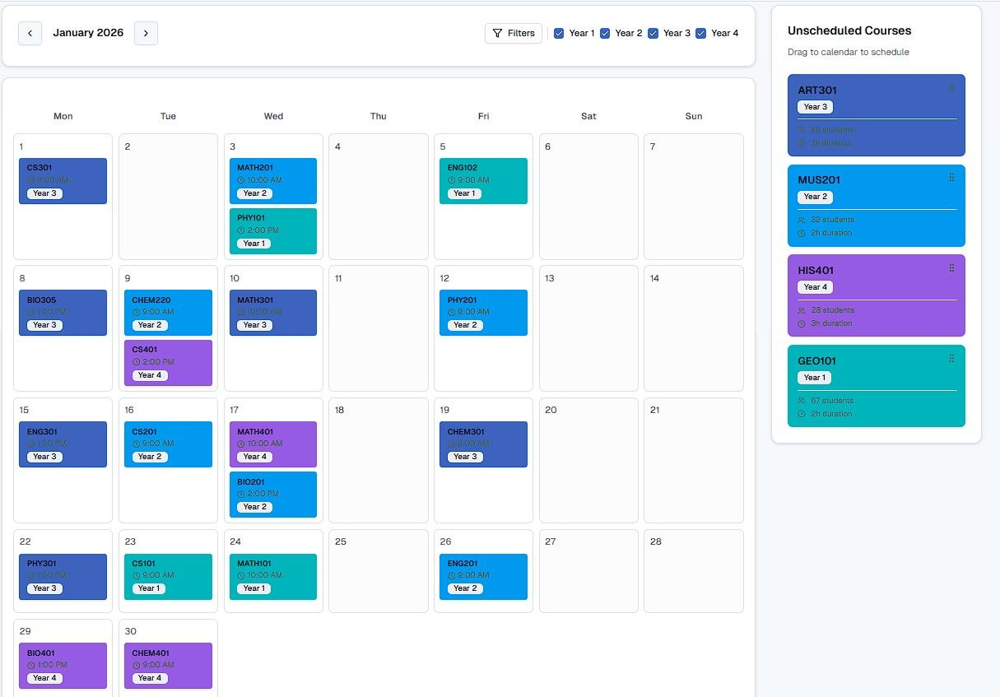 January 2026
Filters
Year 1
Year 2
Year 3
Year 4
Mon Tue Wed Thu Fri Sat Sun
1
CS301
9:00 AM
Year 3
2
3
MATH201
10:00 AM
Year 2
PHY101
2:00 PM
Year 1
4
5
ENG102
9:00 AM
Year 1
6
7
8
BIO305
1:00 PM
Year 3
9
CHEM220
9:00 AM
Year 2
CS401
2:00 PM
Year 4
10
MATH301
10:00 AM
Year 3
11
12
PHY201
9:00 AM
Year 2
13
14
15
ENG301
1:00 PM
Year 3
16
CS201
9:00 AM
Year 2
17
MATH401
10:00 AM
Year 4
BIO201
2:00 PM
Year 2
18
19
CHEM301
9:00 AM
Year 3
20
21
22
PHY301
1:00 PM
Year 3
23
CS101
9:00 AM
Year 1
24
MATH101
10:00 AM
Year 1
25
26
ENG201
9:00 AM
Year 2
27
28
29
BIO401
1:00 PM
Year 4
30
CHEM401
9:00 AM
Year 4
Unscheduled Courses
Drag to calendar to schedule
ART301
Year 3
students
2h duration
MUS201
Year 2
32 students
2h duration
HIS401
Year 4
28 students
3h duration
GEO101
Year 1
67 students
2h duration